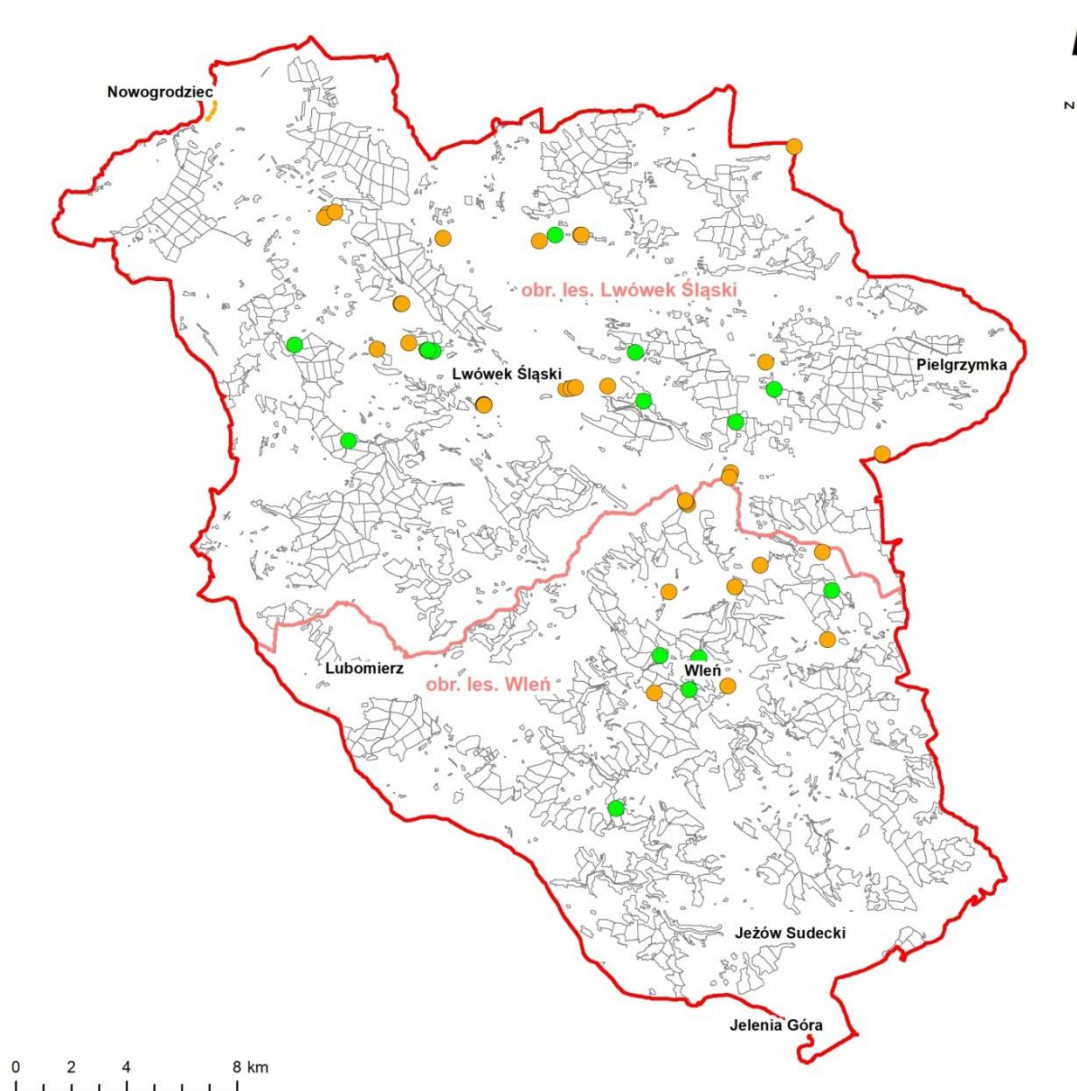 Nowogrodziec
z
obr. les. Lwówek Śląski
Pielgrzymka
Lwówek Śląski
Lubomierz
Wleń
obr. les. Wleń
Jeżów Sudecki
Jelenia Góra
0 2 4 8 km